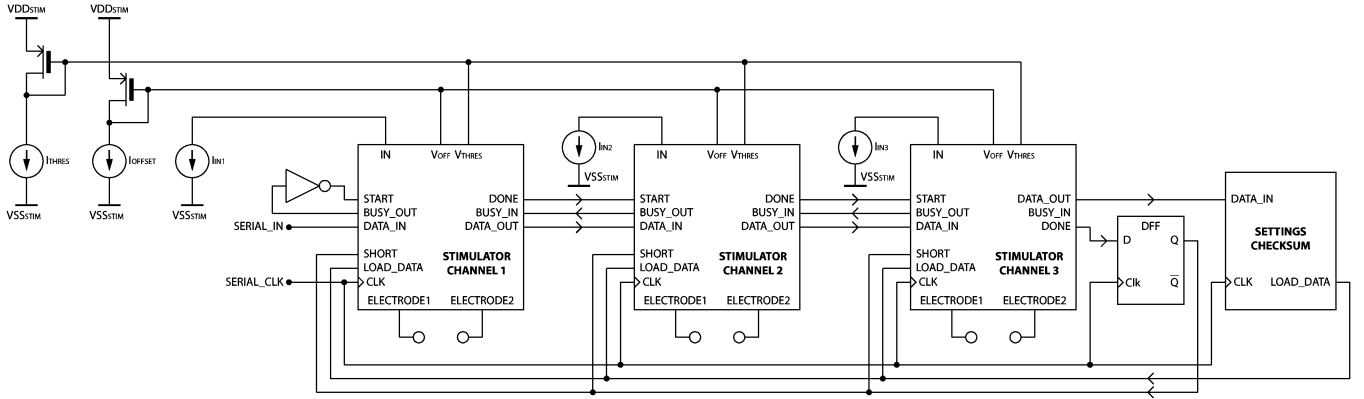 VDDSTIM
VDDSTIM
ITHRES
IOFFSET
IIN1
IIN2
IIN3
VSSSTIM
VSSSTIM
VSSSTIM
VSSSTIM
VSSSTIM
SERIAL_IN
SERIAL_CLK
IN
VOFF VTHRES
START
BUSY_OUT
DATA_IN
SHORT
LOAD_DATA
CLK
DONE
BUSY_IN
DATA_OUT
STIMULATOR
CHANNEL 1
ELECTRODE1
ELECTRODE2
IN
VOFF VTHRES
START
BUSY_OUT
DATA_IN
SHORT
LOAD_DATA
CLK
DONE
BUSY_IN
DATA_OUT
STIMULATOR
CHANNEL 2
ELECTRODE1
ELECTRODE2
IN
VOFF VTHRES
START
BUSY_OUT
DATA_IN
SHORT
LOAD_DATA
CLK
DATA_OUT
BUSY_IN
DONE
STIMULATOR
CHANNEL 3
ELECTRODE1
ELECTRODE2
DFF
D
Q
Clk
Q
DATA_IN
SETTINGS
CHECKSUM
CLK
LOAD_DATA